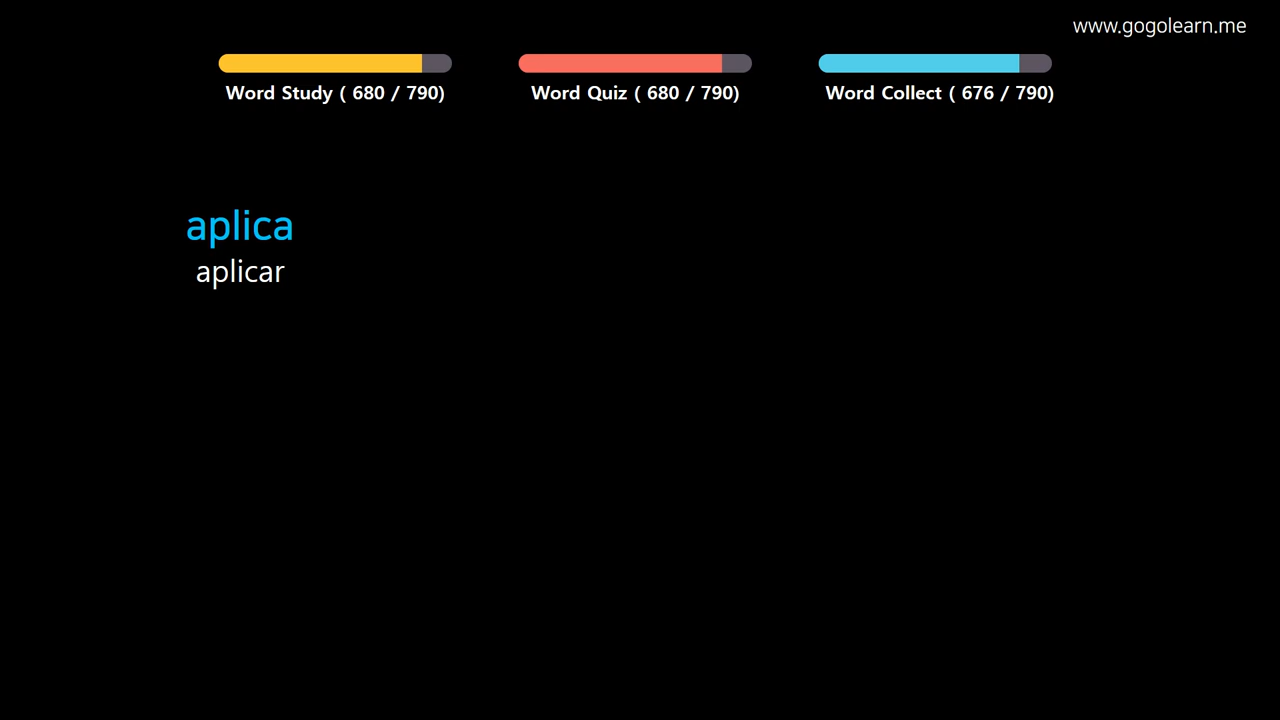 www.gogolearn.me
Word Study ( 680 / 790)
Word Quiz ( 680 / 790)
Word Collect ( 676 / 790)
aplica
aplicar